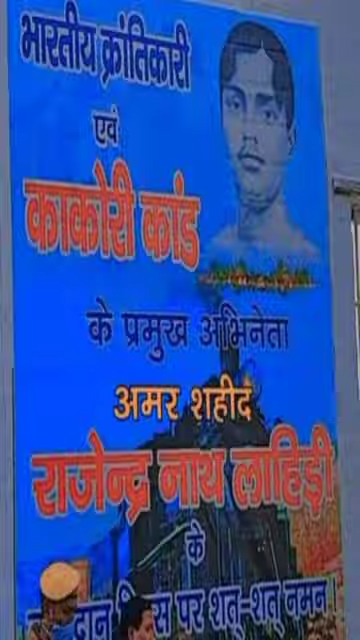 भारतीय क्रांतिकारी
एवं
काकोरी कांड
के प्रमुख अभिनेता
अमर शहीद
राजेन्द्र नाथ लाहिड़ी
के
पर शत्-शत् नमन।